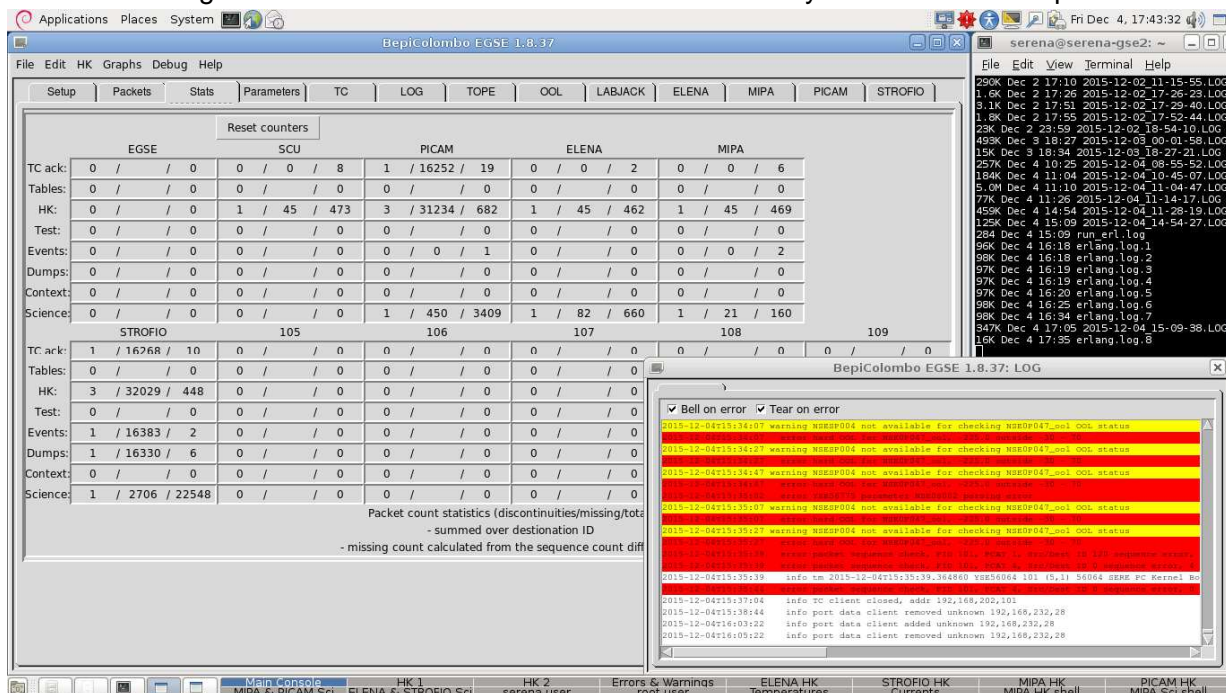 Applications Places System Fri Dec 4, 17:43:32
BepiColombo EGSE 1.8.37
serena@serena-gse2: ~
File Edit HK Graphs Debug Help
File Edit View Terminal Help
Setup Packets Stats Parameters TC LOG TOPE OOL LABJACK ELENA MIPA PICAM STROFIO
290K Dec 2 17:10 2015-12-02_11-15-55.LOG
1.6K Dec 2 17:26 2015-12-02_17-26-23.LOG
3.1K Dec 2 17:51 2015-12-02_17-29-40.LOG
1.8K Dec 2 17:55 2015-12-02_17-52-44.LOG
23K Dec 2 23:59 2015-12-02_18-54-10.LOG
493K Dec 3 18:27 2015-12-03_00-01-58.LOG
15K Dec 3 18:34 2015-12-03_18-27-21.LOG
257K Dec 4 10:25 2015-12-04_08-55-52.LOG
184K Dec 4 11:04 2015-12-04_10-45-07.LOG
5.0M Dec 4 11:10 2015-12-04_11-04-47.LOG
77K Dec 4 11:26 2015-12-04_11-14-17.LOG
459K Dec 4 14:54 2015-12-04_11-28-19.LOG
125K Dec 4 15:09 2015-12-04_14-54-27.LOG
284 Dec 4 15:09 run_erl.log
96K Dec 4 16:18 erlang.log.1
98K Dec 4 16:18 erlang.log.2
97K Dec 4 16:19 erlang.log.3
97K Dec 4 16:19 erlang.log.4
97K Dec 4 16:20 erlang.log.5
98K Dec 4 16:25 erlang.log.6
98K Dec 4 16:34 erlang.log.7
347K Dec 4 17:05 2015-12-04_15-09-38.LOG
16K Dec 4 17:35 erlang.log.8
Reset counters
EGSE SCU PICAM ELENA MIPA
TC ack: 0 / / 0 0 / 0 / 8 1 / 16252 / 19 0 / 0 / 2 0 / 0 / 6
Tables: 0 / / 0 0 / / 0 0 / / 0 0 / / 0 0 / / 0
HK: 0 / / 0 1 / 45 / 473 3 / 31234 / 682 1 / 45 / 462 1 / 45 / 469
Test: 0 / / 0 0 / / 0 0 / / 0 0 / / 0 0 / / 0
Events: 0 / / 0 0 / / 0 0 / 0 / 1 0 / / 0 0 / 0 / 2
Dumps: 0 / / 0 0 / / 0 0 / / 0 0 / / 0 0 / / 0
Context: 0 / / 0 0 / / 0 0 / / 0 0 / / 0 0 / / 0
Science: 0 / / 0 0 / / 0 1 / 450 / 3409 1 / 82 / 660 1 / 21 / 160
STROFIO 105 106 107 108 109
TC ack: 1 / 16268 / 10 0 / / 0 0 / / 0 0 / / 0 0 / / 0 0 / / 0
Tables: 0 / / 0 0 / / 0 0 / / 0 0 / / 0
HK: 3 / 32029 / 448 0 / / 0 0 / / 0 0 / / 0
Test: 0 / / 0 0 / / 0 0 / / 0 0 / / 0
Events: 1 / 16383 / 2 0 / / 0 0 / / 0 0 / / 0
Dumps: 1 / 16330 / 6 0 / / 0 0 / / 0 0 / / 0
Context: 0 / / 0 0 / / 0 0 / / 0 0 / / 0
Science: 1 / 2706 / 22548 0 / / 0 0 / / 0 0 / / 0
Packet count statistics (discontinuities/missing/tota
- summed over destionation ID
- missing count calculated from the sequence count diff
BepiColombo EGSE 1.8.37: LOG
Bell on error Tear on error
2015-12-04T15:34:07 warning NSESP004 not available for checking NSE0P047_ool OOL status
2015-12-04T15:34:27 warning NSESP004 not available for checking NSE0P047_ool OOL status
2015-12-04T15:34:47 warning NSESP004 not available for checking NSE0P047_ool OOL status
2015-12-04T15:35:07 warning NSESP004 not available for checking NSE0P047_ool OOL status
2015-12-04T15:35:27 warning NSESP004 not available for checking NSE0P047_ool OOL status
2015-12-04T15:35:39 info tm 2015-12-04T15:35:39.364860 YSE56064 101 (5,1) 56064 SERE PC Kernel Bo
2015-12-04T15:37:04 info TC client closed, addr 192,168,202,101
2015-12-04T15:38:44 info port data client removed unknown 192,168,232,28
2015-12-04T16:03:22 info port data client added unknown 192,168,232,28
2015-12-04T16:05:22 info port data client removed unknown 192,168,232,28
Main Console HK 1 HK 2 Errors & Warnings ELENA HK STROFIO HK MIPA HK PICAM HK
MIPA & PICAM Sci ELENA & STROFIO Sci serena user root user Temperatures Currents MIPA HK shell MIPA Sci shell